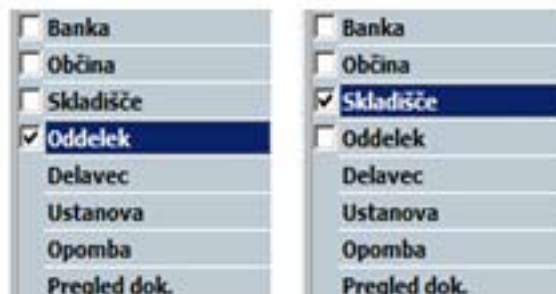 Banka
Občina
Skladišče
Oddelek
Delavec
Ustanova
Opomba
Pregled dok.
Banka
Občina
Skladišče
Oddelek
Delavec
Ustanova
Opomba
Pregled dok.